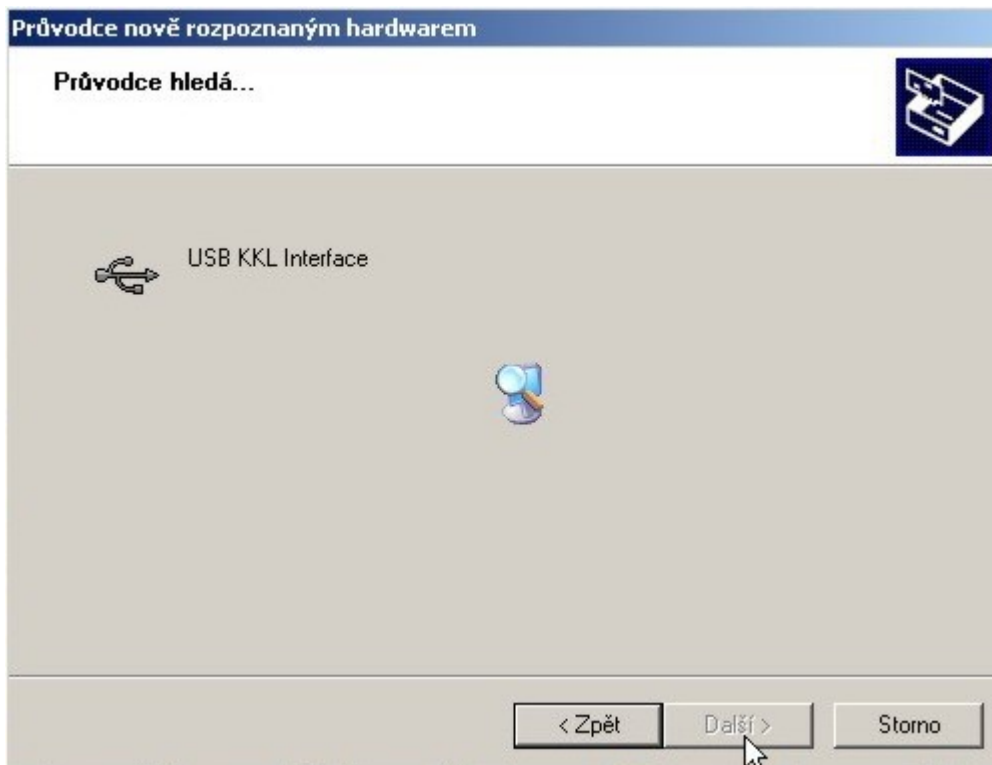 Průvodce nově rozpoznaným hardwarem
Průvodce hledá...
USB KKL Interface
< Zpět
Další >
Storno